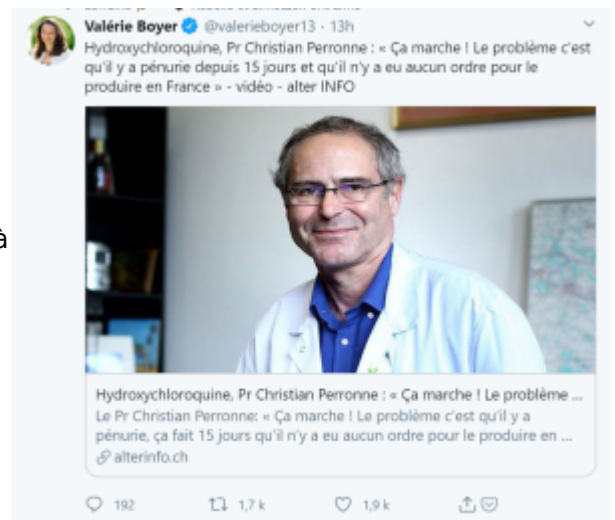 Valérie Boyer @valerieboyer13 · 13h
Hydroxychloroquine, Pr Christian Perronne : « Ça marche ! Le problème c'est
qu'il y a pénurie depuis 15 jours et qu'il n'y a eu aucun ordre pour le
produire en France » - vidéo - alter INFO
à
Hydroxychloroquine, Pr Christian Perronne : « Ça marche ! Le problème ...
Le Pr Christian Perronne: « Ça marche ! Le problème c'est qu'il y a
pénurie, ça fait 15 jours qu'il n'y a eu aucun ordre pour le produire en ...
alterinfo.ch
192 1,7 k 1,9 k